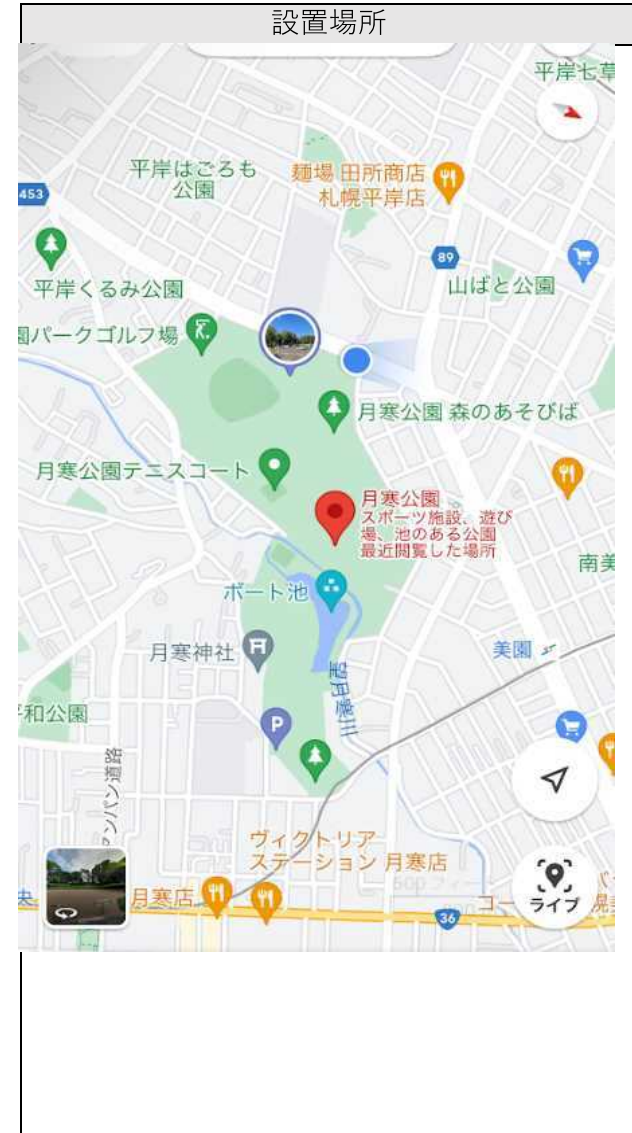 設置場所
平岸七草
平岸はごろも
公園
麺場 田所商店
札幌平岸店
453
89
平岸くるみ公園
山ばと公園
園パークゴルフ場
月寒公園 森のあそびば
月寒公園テニスコート
月寒公園
スポーツ施設、遊び
場、池のある公園
最近閲覧した場所
南美
ボート池
月寒神社
美園
望月寒川
和公園
P
アンパン道路
ヴィクトリア
ステーション 月寒店
ライブ
月寒店
36
コー